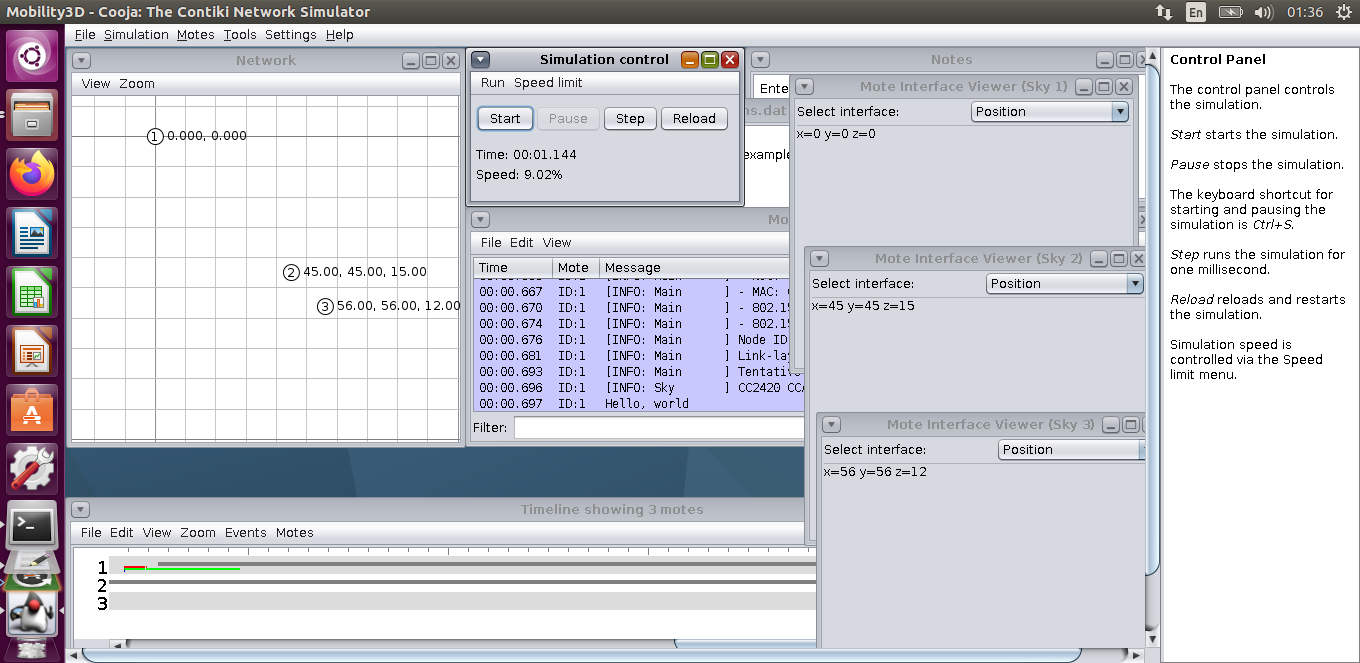 Mobility3D - Cooja: The Contiki Network Simulator
En
01:36
File Simulation Motes Tools Settings Help
Network
View Zoom
1 0.000, 0.000
2 45.00, 45.00, 15.00
3 56.00, 56.00, 12.00
Simulation control
Run Speed limit
Start Pause Step Reload
Time: 00:01.144
Speed: 9.02%
Notes
Enter
ns.dat
example
Mo
File Edit View
Time Mote Message
00:00.667 ID:1 [INFO: Main ] - MAC:
00:00.670 ID:1 [INFO: Main ] - 802.15
00:00.674 ID:1 [INFO: Main ] - 802.15
00:00.676 ID:1 [INFO: Main ] Node ID
00:00.681 ID:1 [INFO: Main ] Link-lay
00:00.693 ID:1 [INFO: Main ] Tentativ
00:00.696 ID:1 [INFO: Sky ] CC2420 CCA
00:00.697 ID:1 Hello, world
Filter:
Mote Interface Viewer (Sky 1)
Select interface: Position
x=0 y=0 z=0
Mote Interface Viewer (Sky 2)
Select interface: Position
x=45 y=45 z=15
Mote Interface Viewer (Sky 3)
Select interface: Position
x=56 y=56 z=12
Timeline showing 3 motes
File Edit View Zoom Events Motes
1
2
3
Control Panel
The control panel controls
the simulation.
Start starts the simulation.
Pause stops the simulation.
The keyboard shortcut for
starting and pausing the
simulation is Ctrl+S.
Step runs the simulation for
one millisecond.
Reload reloads and restarts
the simulation.
Simulation speed is
controlled via the Speed
limit menu.